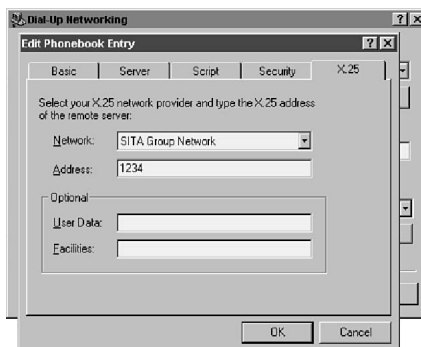 Dial-Up Networking
Edit Phonebook Entry
Basic Server Script Security X.25
Select your X.25 network provider and type the X.25 address
of the remote server:
Network: SITA Group Network
Address: 1234
Optional
User Data:
Facilities:
OK Cancel